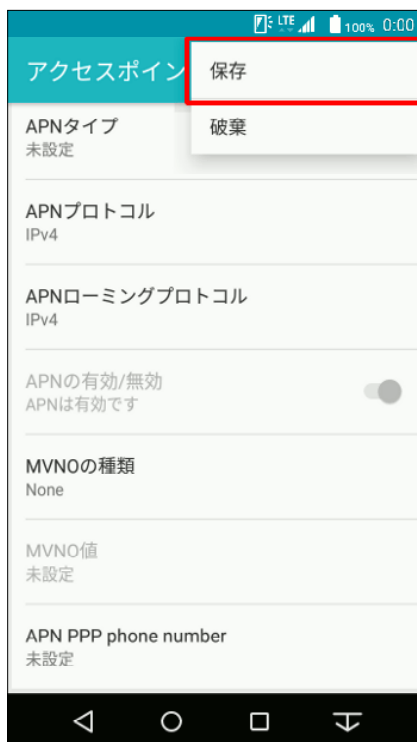 LTE 100% 0:00
アクセスポイン
保存
破棄
APNタイプ
未設定
APNプロトコル
IPv4
APNローミングプロトコル
IPv4
APNの有効/無効
APNは有効です
MVNOの種類
None
MVNO値
未設定
APN PPP phone number
未設定